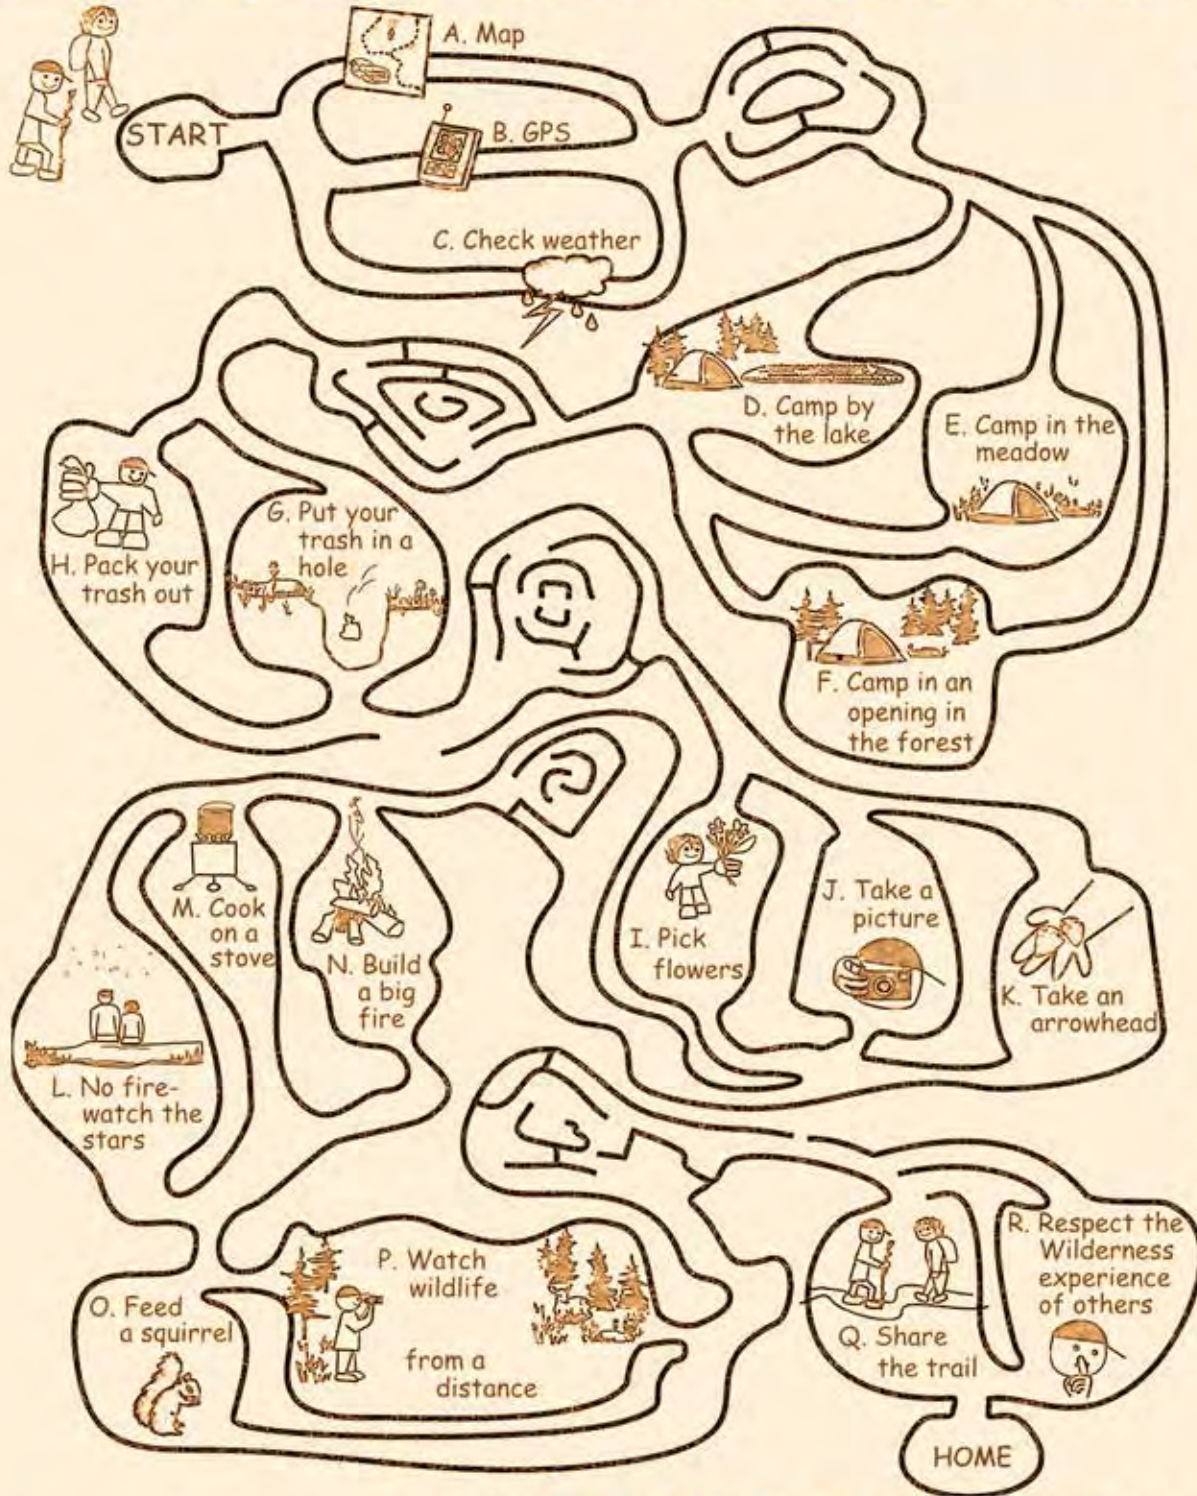 A. Map
START
B. GPS
C. Check weather
D. Camp by
the lake
E. Camp in the
meadow
G. Put your
trash in a
hole
H. Pack your
trash out
F. Camp in an
opening in
the forest
M. Cook
on a
stove
J. Take a
picture
I. Pick
flowers
N. Build
a big
fire
K. Take an
arrowhead
L. No fire-
watch the
stars
R. Respect the
Wilderness
experience
of others
P. Watch
wildlife
from a
distance
O. Feed
a squirrel
Q. Share
the trail
HOME